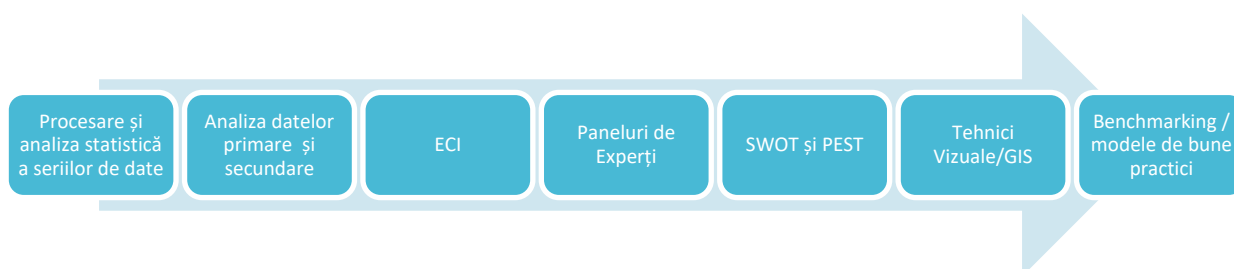 Procesare și
analiza statistică
a seriilor de date
Analiza datelor
primare și
secundare
ECI
Paneluri de
Experți
SWOT și PEST
Tehnici
Vizuale/GIS
Benchmarking /
modele de bune
practici